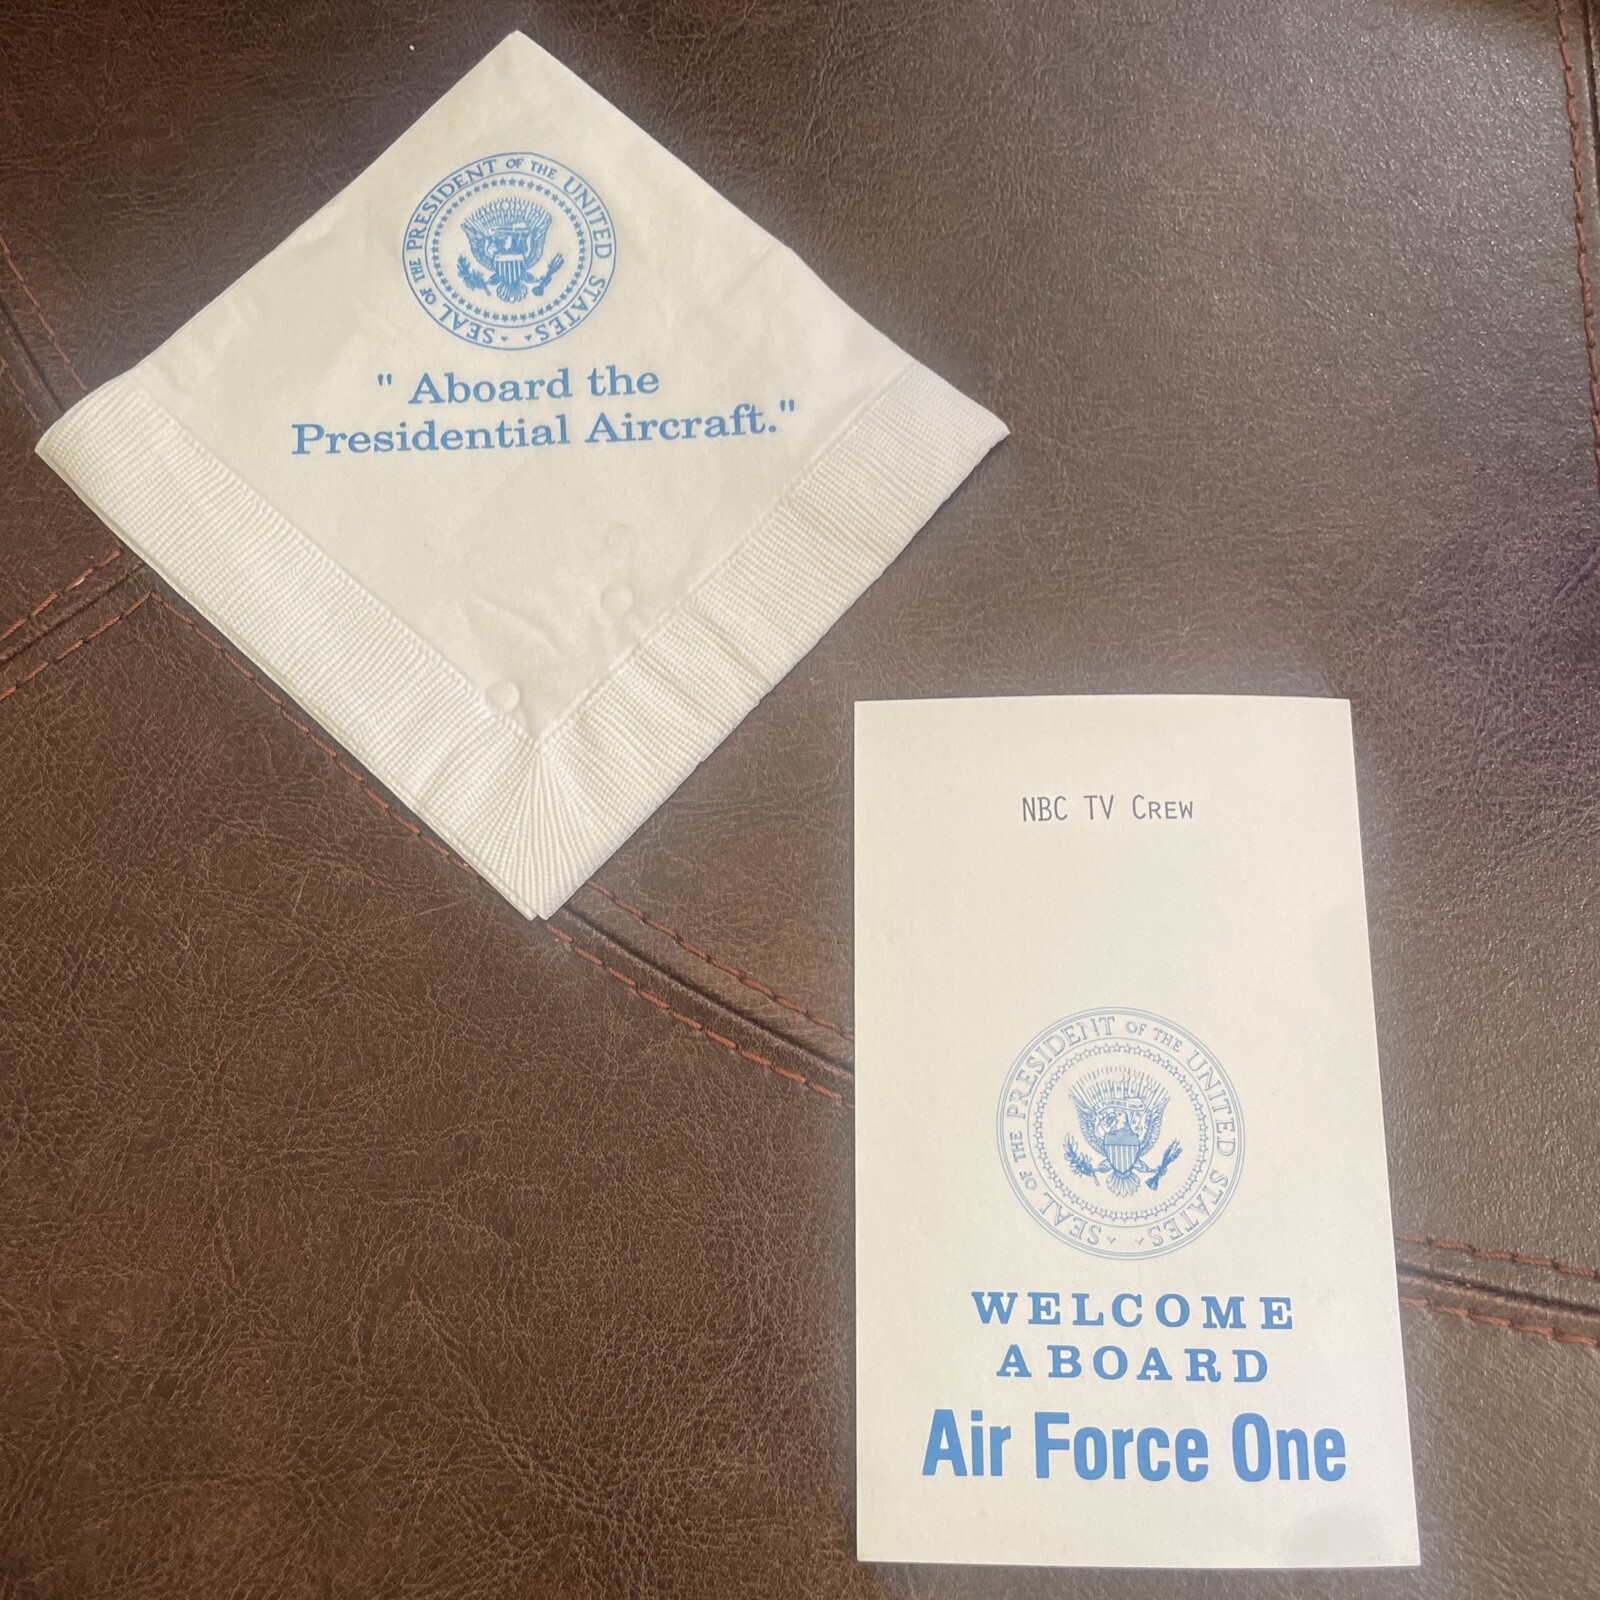 SEAL OF THE PRESIDENT OF THE UNITED STATES
" Aboard the
Presidential Aircraft."
NBC TV CREW
SEAL OF THE PRESIDENT OF THE UNITED STATES
WELCOME
ABOARD
Air Force One